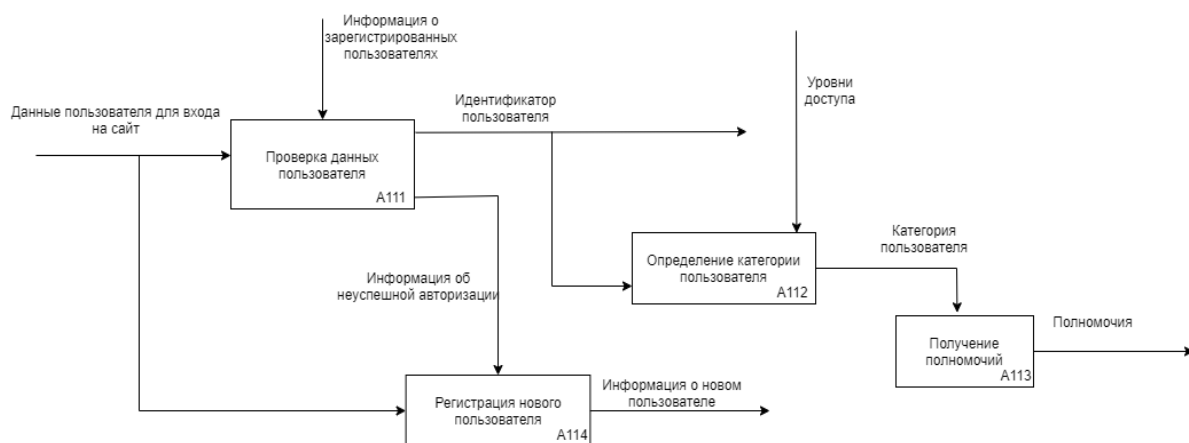 Информация о
зарегистрированных
пользователях
Данные пользователя для входа
на сайт
Идентификатор
пользователя
Уровни
доступа
Проверка данных
пользователя
A111
Определение категории
пользователя
A112
Категория
пользователя
Информация об
неуспешной авторизации
Получение
полномочий
A113
Полномочия
Регистрация нового
пользователя
A114
Информация о новом
пользователе